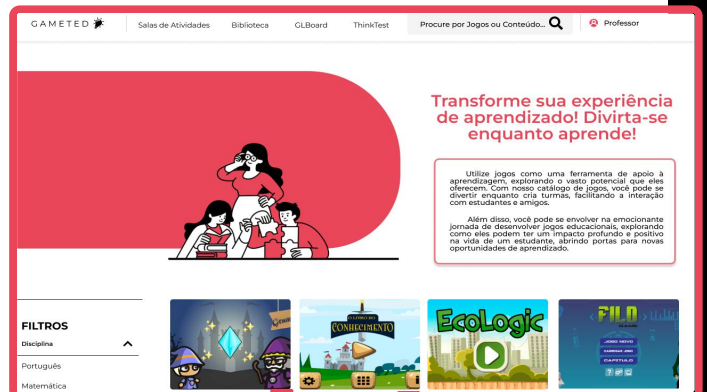 GAMETED
Salas de Atividades
Biblioteca
GLBoard
ThinkTest
Procure por Jogos ou Conteúdo...
Professor
Transforme sua experiência
de aprendizado! Divirta-se
enquanto aprende!
Utilize jogos como uma ferramenta de apoio à
aprendizagem, explorando o vasto potencial que eles
oferecem. Com nosso catálogo de jogos, você pode se
divertir enquanto cria turmas, facilitando a interação
com estudantes e amigos.
Além disso, você pode se envolver na emocionante
jornada de desenvolver jogos educacionais, explorando
como eles podem ter um impacto profundo e positivo
na vida de um estudante, abrindo portas para novas
oportunidades de aprendizado.
FILTROS
Disciplina
Português
Matemática
CONHECIMENTO
EcoLogic
FILO
JOGO NOVO
CARREGAR JOGO
CAPITULO